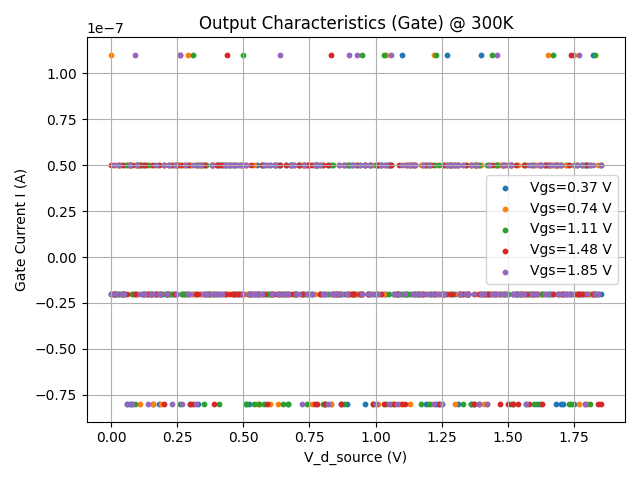 Output Characteristics (Gate) @ 300K
1e−7
1.00
0.75
0.50
0.25
0.00
−0.25
−0.50
−0.75
Gate Current I (A)
Vgs=0.37 V
Vgs=0.74 V
Vgs=1.11 V
Vgs=1.48 V
Vgs=1.85 V
0.00 0.25 0.50 0.75 1.00 1.25 1.50 1.75
V_d_source (V)